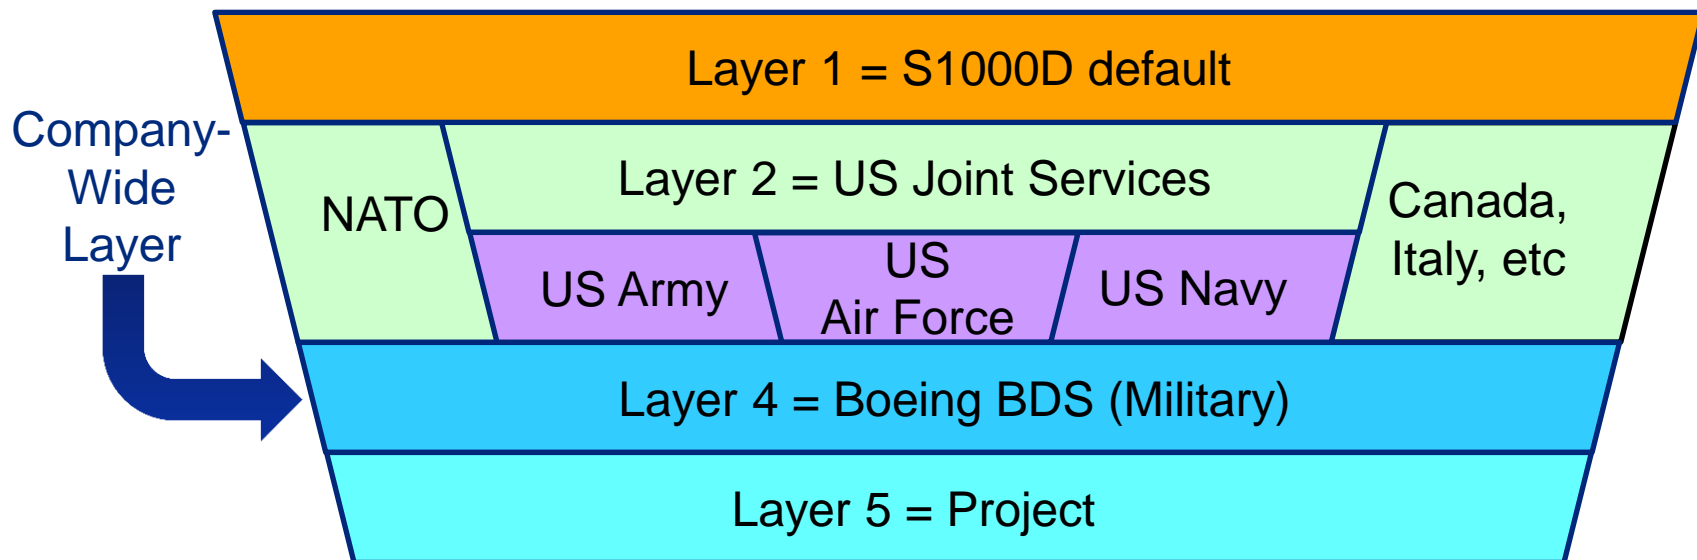 Layer 1 = S1000D default
Company-
Wide
Layer
NATO
Layer 2 = US Joint Services
Canada,
Italy, etc
US Army
US
Air Force
US Navy
Layer 4 = Boeing BDS (Military)
Layer 5 = Project